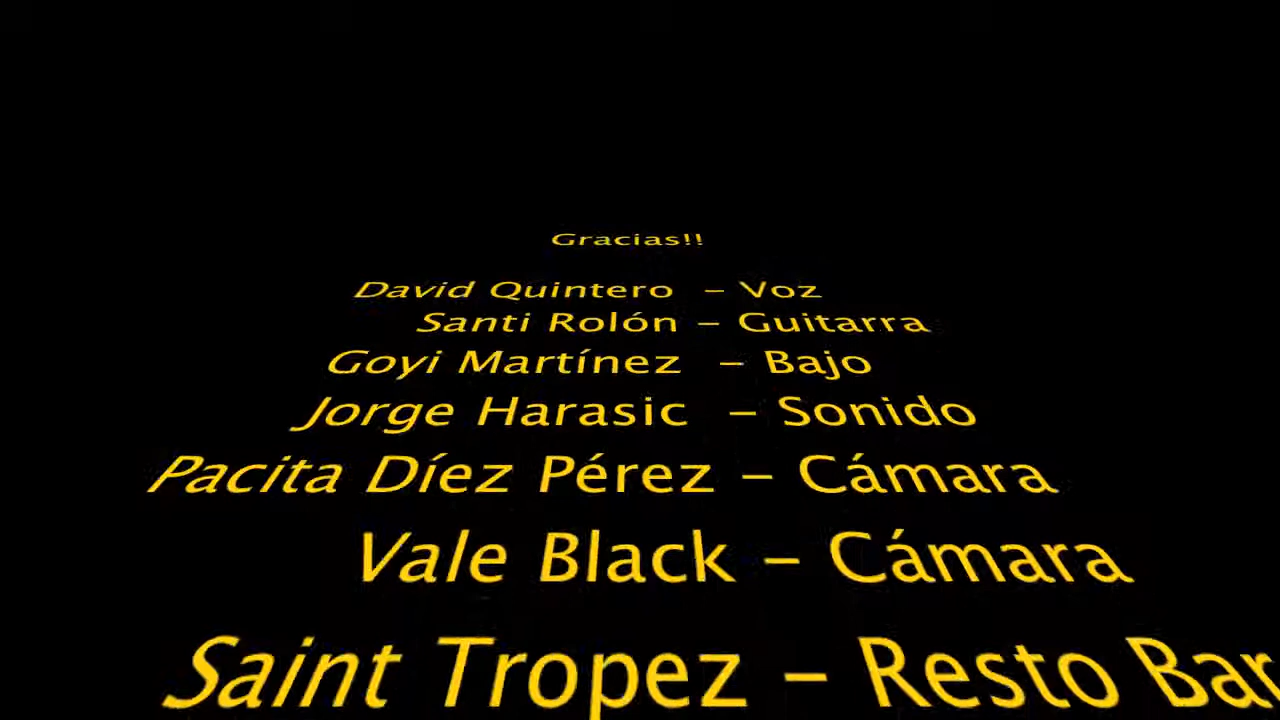 Gracias!!
David Quintero – Voz
Santi Rolón – Guitarra
Goyi Martínez – Bajo
Jorge Harasic – Sonido
Pacita Díez Pérez – Cámara
Vale Black – Cámara
Saint Tropez – Resto Bar